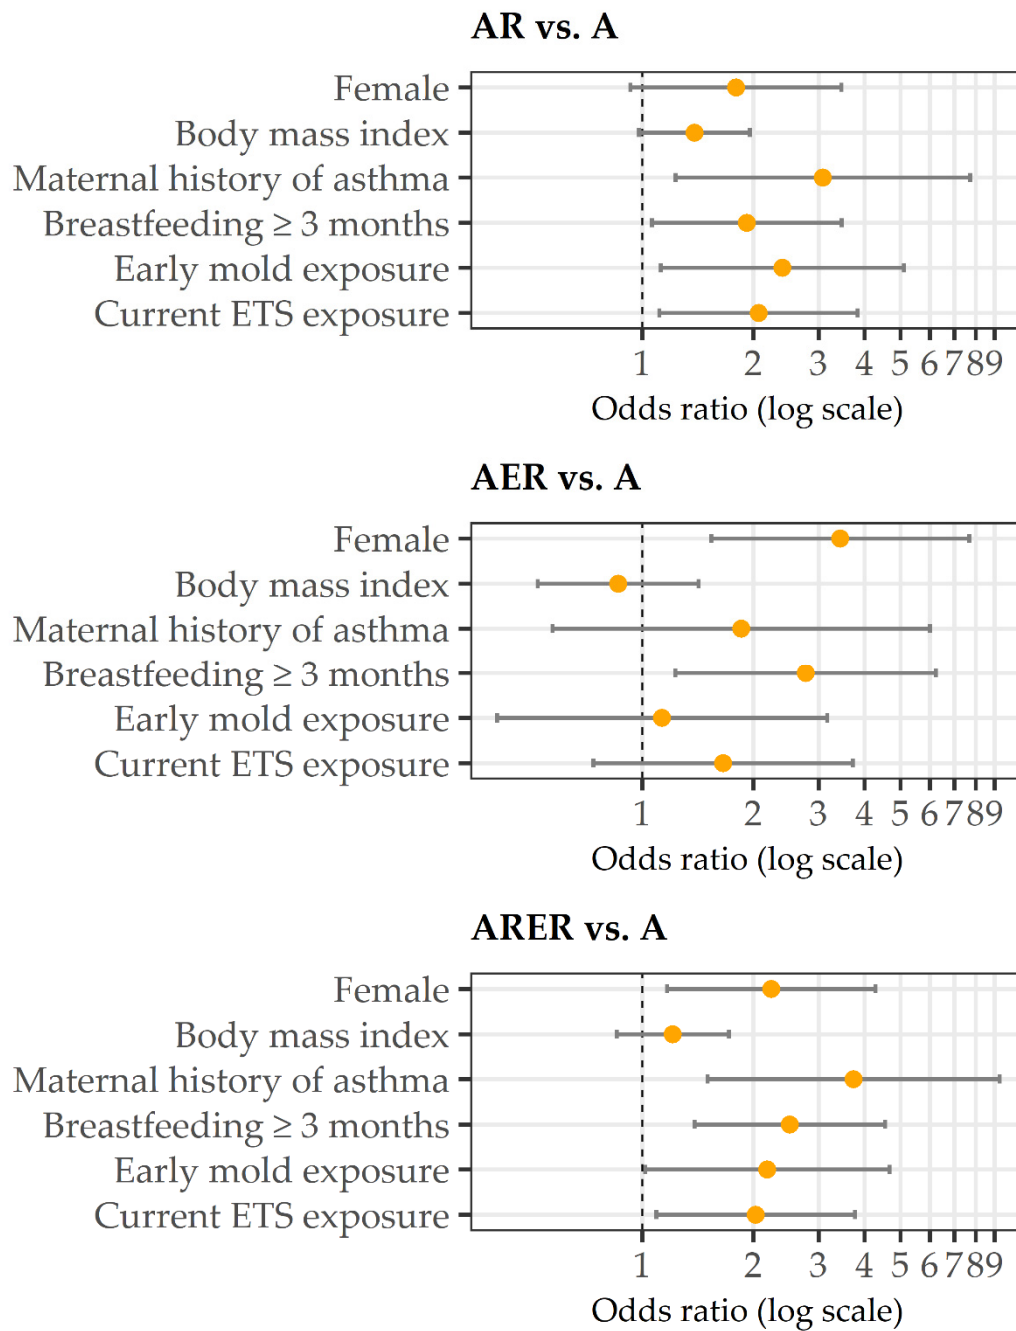 AR vs. A
Female
Body mass index
Maternal history of asthma
Breastfeeding ≥ 3 months
Early mold exposure
Current ETS exposure
1 2 3 4 5 6 7 8 9
Odds ratio (log scale)
AER vs. A
Female
Body mass index
Maternal history of asthma
Breastfeeding ≥ 3 months
Early mold exposure
Current ETS exposure
1 2 3 4 5 6 7 8 9
Odds ratio (log scale)
ARER vs. A
Female
Body mass index
Maternal history of asthma
Breastfeeding ≥ 3 months
Early mold exposure
Current ETS exposure
1 2 3 4 5 6 7 8 9
Odds ratio (log scale)